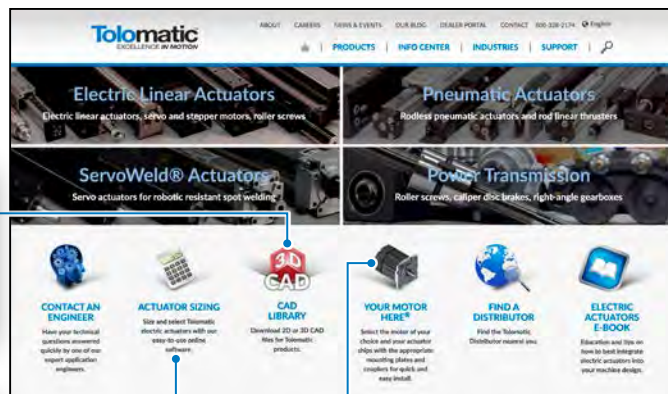 ABOUT CAREERS NEWS & EVENTS OUR BLOG DEALER PORTAL CONTACT 800-328-2174 English
Tolomatic
EXCELLENCE IN MOTION
PRODUCTS | INFO CENTER | INDUSTRIES | SUPPORT |
Electric Linear Actuators
Electric linear actuators, servo and stepper motors, roller screws
Pneumatic Actuators
Rodless pneumatic actuators and rod linear thrusters
ServoWeld® Actuators
Servo actuators for robotic resistant spot welding
Power Transmission
Roller screws, caliper disc brakes, right-angle gearboxes
3-D
CAD
CONTACT AN
ENGINEER
Have your technical
questions answered
quickly by one of our
expert application
engineers.
ACTUATOR SIZING
Size and select Tolomatic
electric actuators with our
easy-to-use online
software.
CAD
LIBRARY
Download 2D or 3D CAD
files for Tolomatic
products.
YOUR MOTOR
HERE®
Select the motor of your
choice and your actuator
ships with the appropriate
mounting plates and
couplers for quick and
easy install.
FIND A
DISTRIBUTOR
Find the Tolomatic
Distributor nearest you.
ELECTRIC
ACTUATORS
E-BOOK
Education and tips on
how to best integrate
electric actuators into
your machine design.